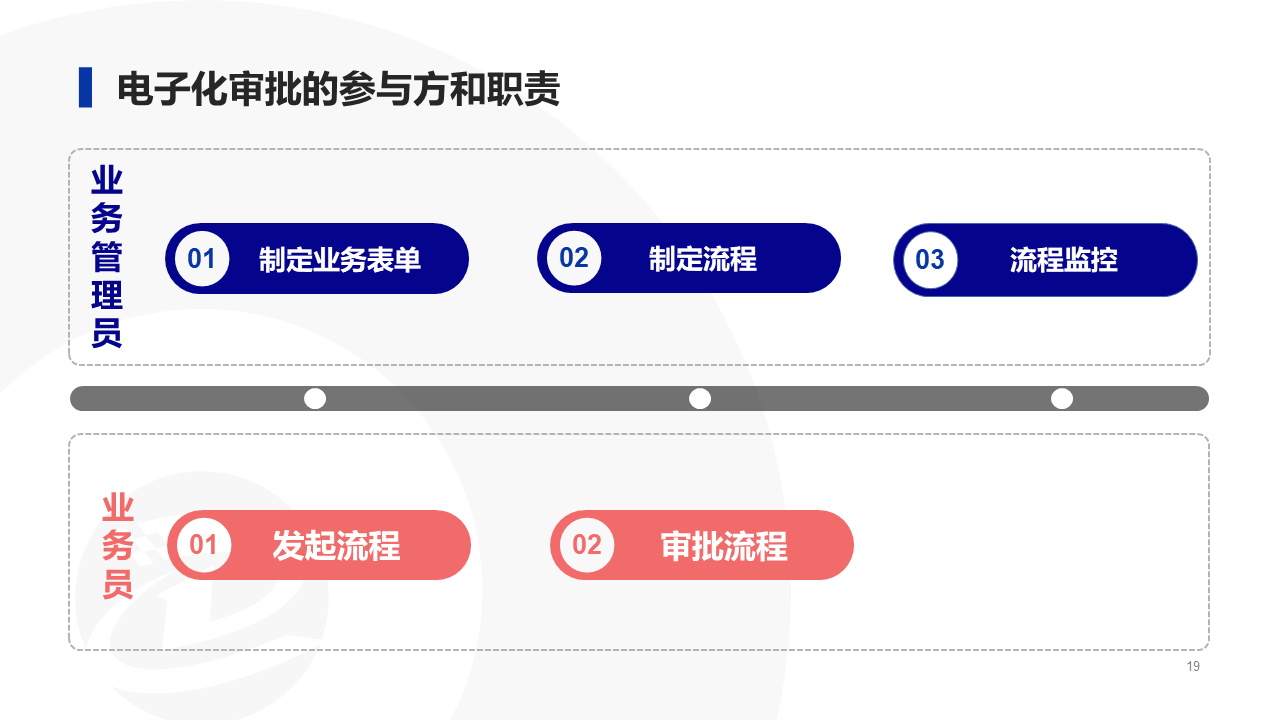 电子化审批的参与方和职责
业务管理员
01 制定业务表单
02 制定流程
03 流程监控
业务员
01 发起流程
02 审批流程
19